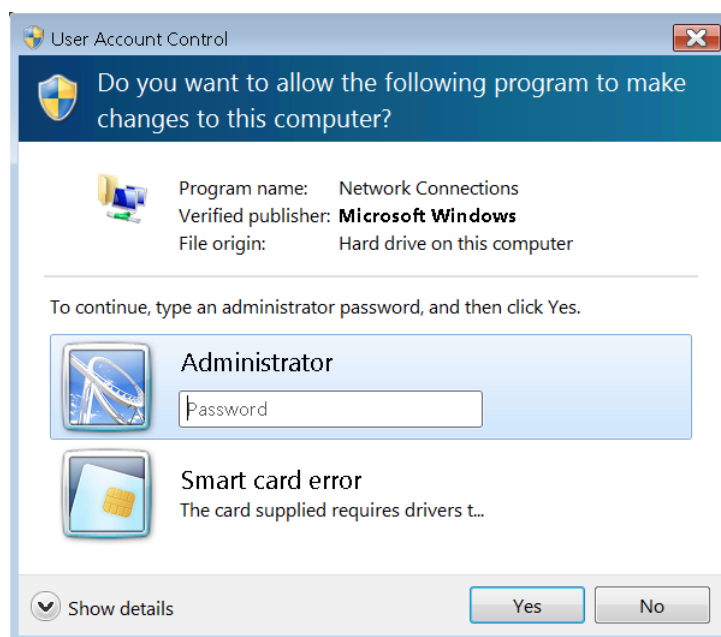 User Account Control
Do you want to allow the following program to make
changes to this computer?
Program name: Network Connections
Verified publisher: Microsoft Windows
File origin: Hard drive on this computer
To continue, type an administrator password, and then click Yes.
Administrator
Password
Smart card error
The card supplied requires drivers t...
Show details
Yes
No